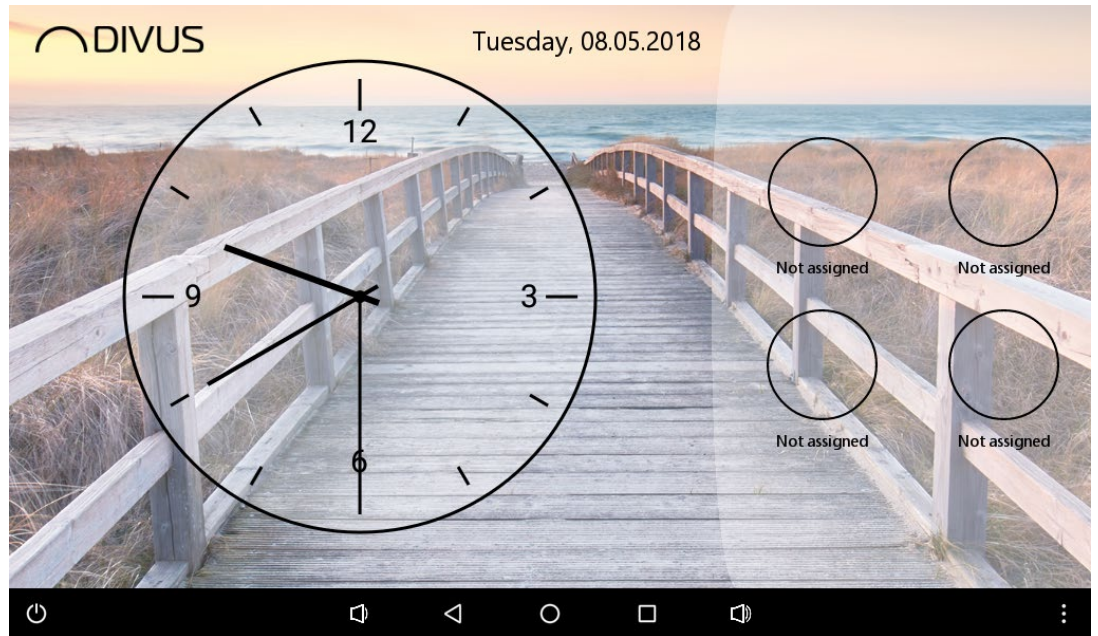 DIVUS
Tuesday, 08.05.2018
12
9
3
6
Not assigned
Not assigned
Not assigned
Not assigned